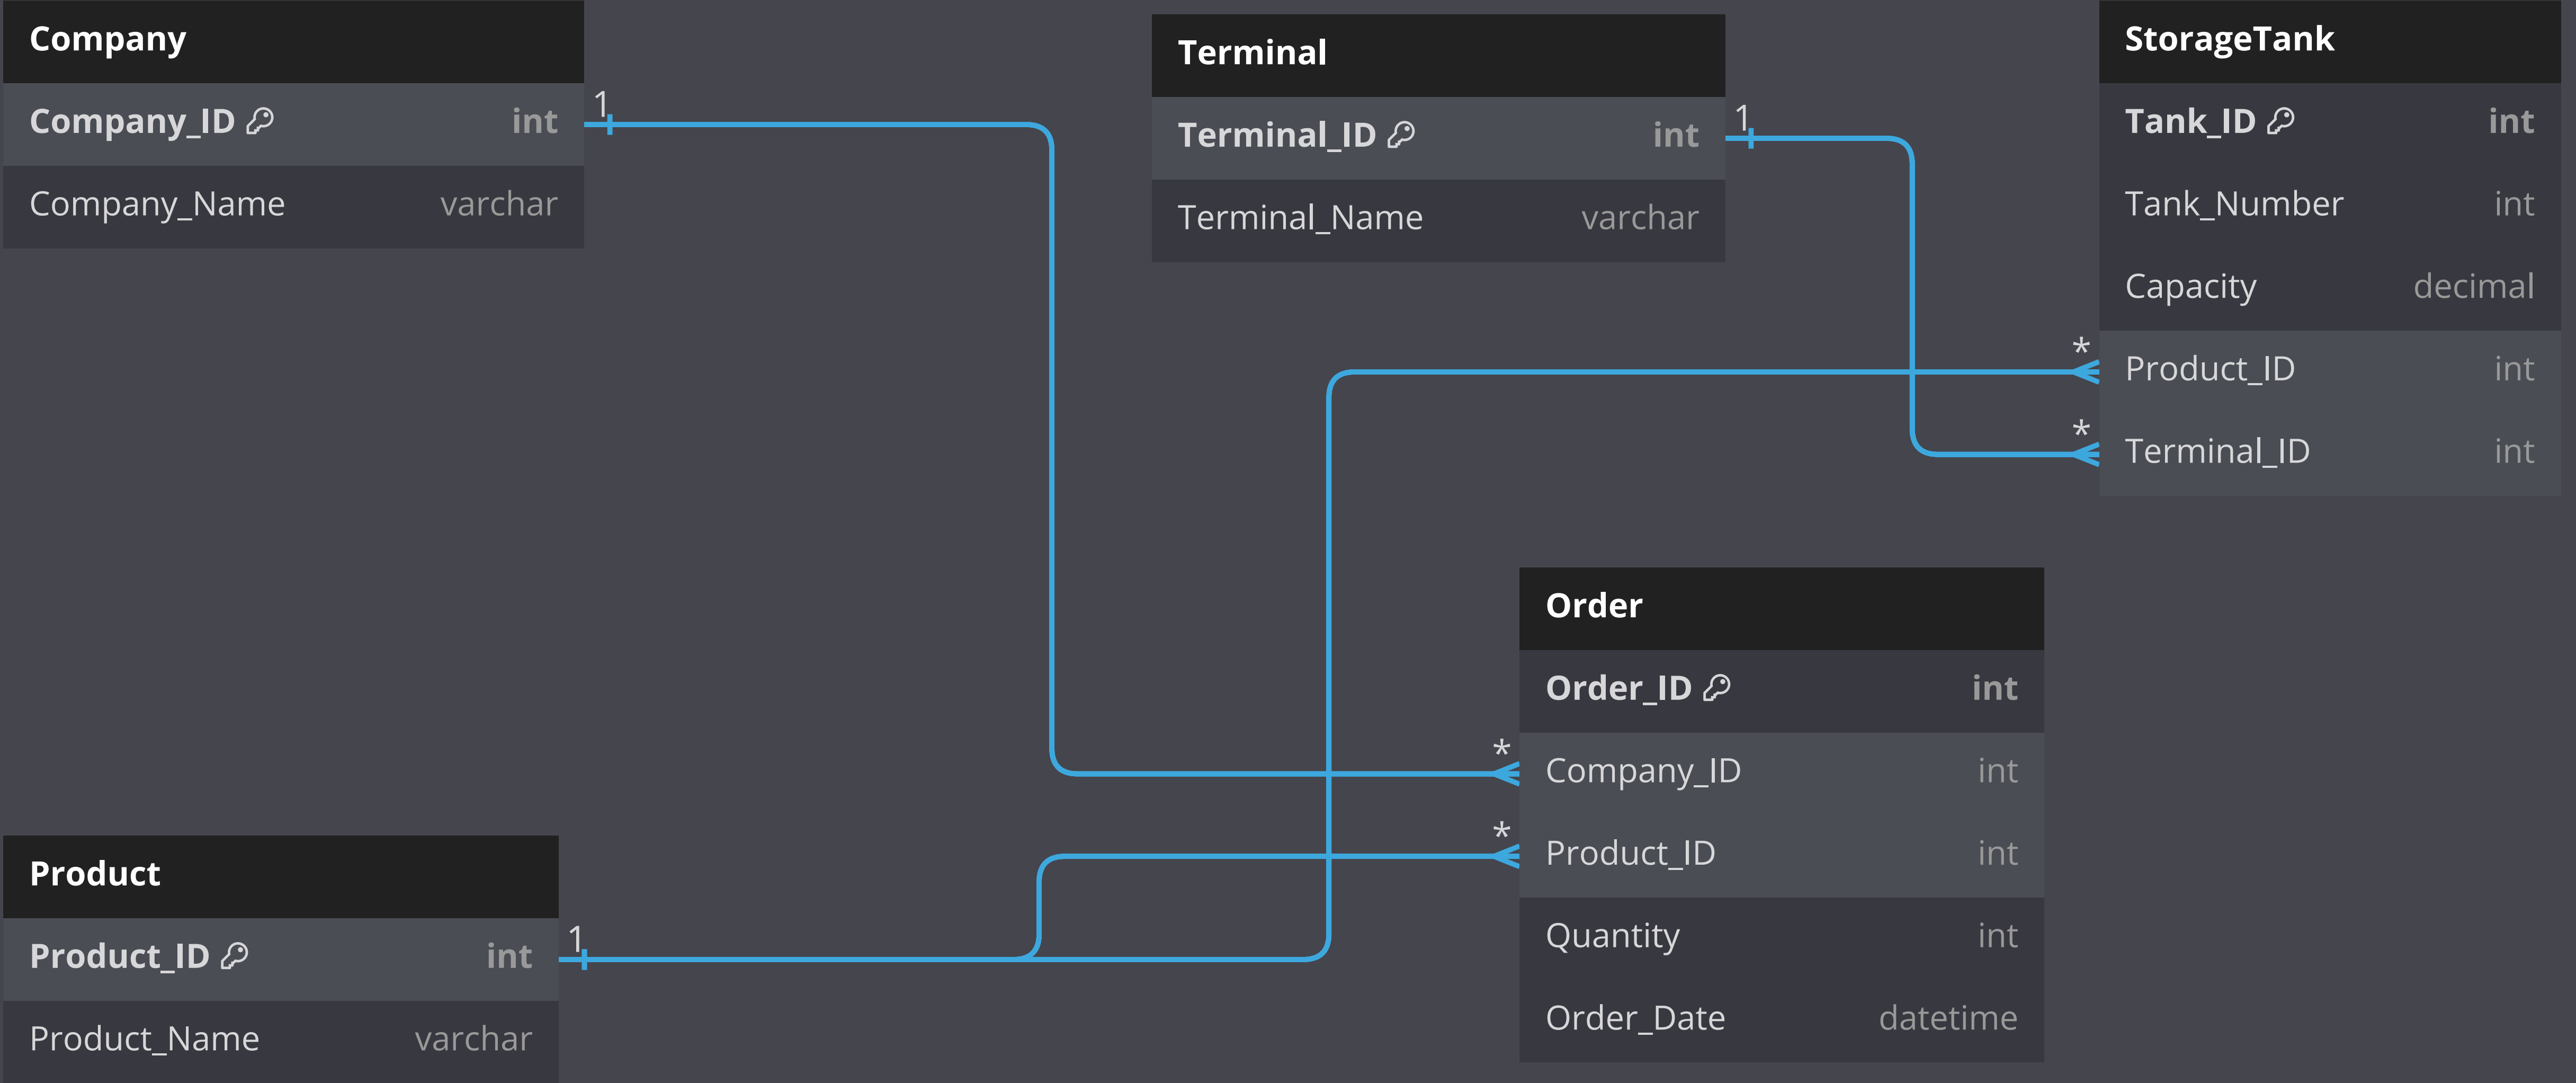 Company
Company_ID int
Company_Name varchar
1
Terminal
Terminal_ID int
Terminal_Name varchar
1
StorageTank
Tank_ID int
Tank_Number int
Capacity decimal
* Product_ID int
* Terminal_ID int
Order
Order_ID int
* Company_ID int
* Product_ID int
Quantity int
Order_Date datetime
Product
Product_ID int
Product_Name varchar
1